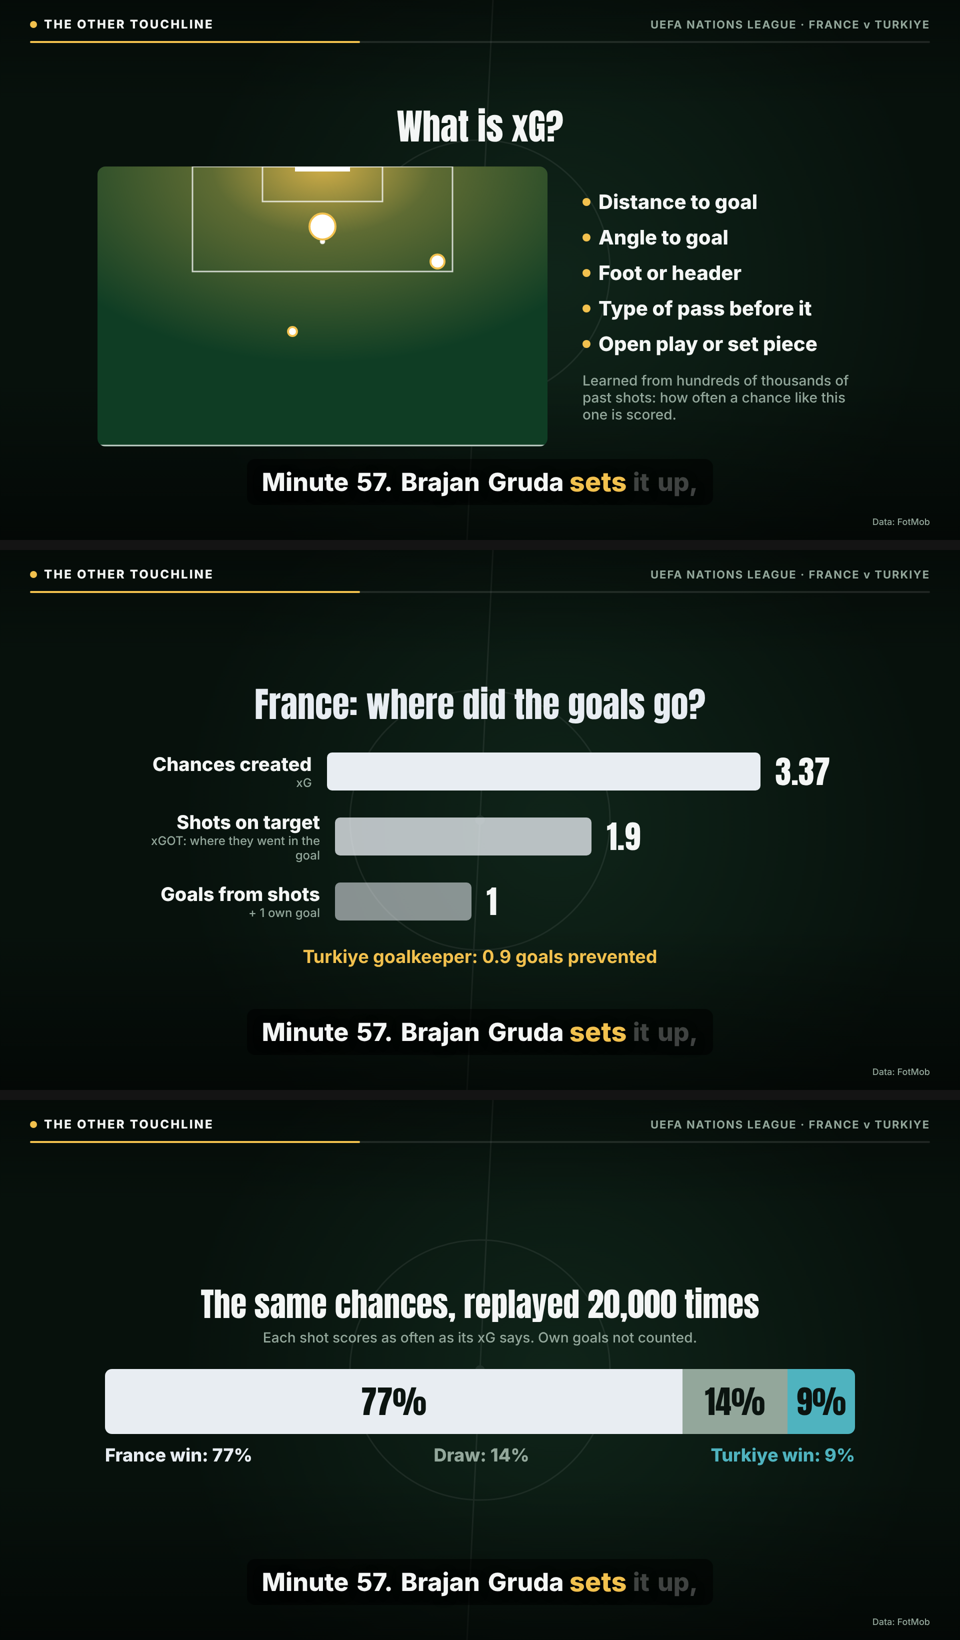 THE OTHER TOUCHLINE
UEFA NATIONS LEAGUE · FRANCE v TURKIYE
What is xG?
Distance to goal
Angle to goal
Foot or header
Type of pass before it
Open play or set piece
Learned from hundreds of thousands of
past shots: how often a chance like this
one is scored.
Minute 57. Brajan Gruda sets it up,
Data: FotMob
THE OTHER TOUCHLINE
UEFA NATIONS LEAGUE · FRANCE v TURKIYE
France: where did the goals go?
Chances created
xG
3.37
Shots on target
xGOT: where they went in the
goal
1.9
Goals from shots
+ 1 own goal
1
Turkiye goalkeeper: 0.9 goals prevented
Minute 57. Brajan Gruda sets it up,
Data: FotMob
THE OTHER TOUCHLINE
UEFA NATIONS LEAGUE · FRANCE v TURKIYE
The same chances, replayed 20,000 times
Each shot scores as often as its xG says. Own goals not counted.
77%
14%
9%
France win: 77%
Draw: 14%
Turkiye win: 9%
Minute 57. Brajan Gruda sets it up,
Data: FotMob